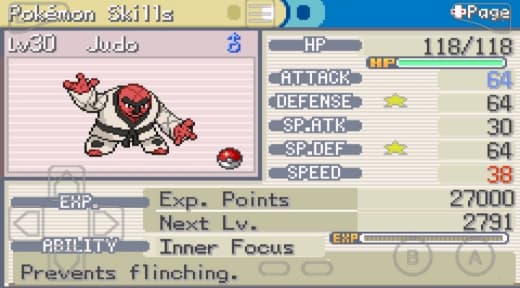 Pokémon Skills Page
Lv30 Judo ♂
HP 118/118
HP
ATTACK 64
DEFENSE 64
SP.ATK 30
SP.DEF 64
SPEED 38
EXP. Exp. Points 27000
Next Lv. 2791
EXP
ABILITY Inner Focus
Prevents flinching.
B A